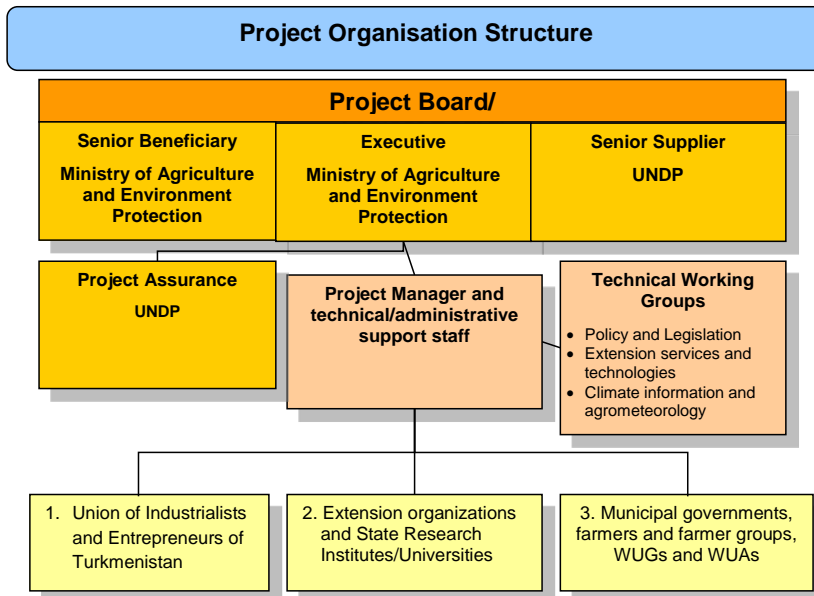 Project Organisation Structure
Project Board/
Senior Beneficiary
Ministry of Agriculture
and Environment
Protection
Executive
Ministry of Agriculture
and Environment
Protection
Senior Supplier
UNDP
Project Assurance
UNDP
Project Manager and
technical/administrative
support staff
Technical Working
Groups
• Policy and Legislation
• Extension services and
technologies
• Climate information and
agrometeorology
1. Union of Industrialists
and Entrepreneurs of
Turkmenistan
2. Extension organizations
and State Research
Institutes/Universities
3. Municipal governments,
farmers and farmer groups,
WUGs and WUAs